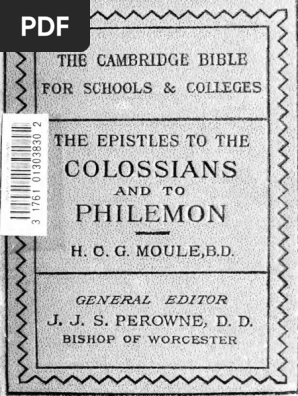 PDF
THE CAMBRIDGE BIBLE
FOR SCHOOLS & COLLEGES
THE EPISTLES TO THE
COLOSSIANS
AND TO
PHILEMON
H. C. G. MOULE, B.D.
GENERAL EDITOR
J. J. S. PEROWNE, D. D.
BISHOP OF WORCESTER
3 1761 01303830 2